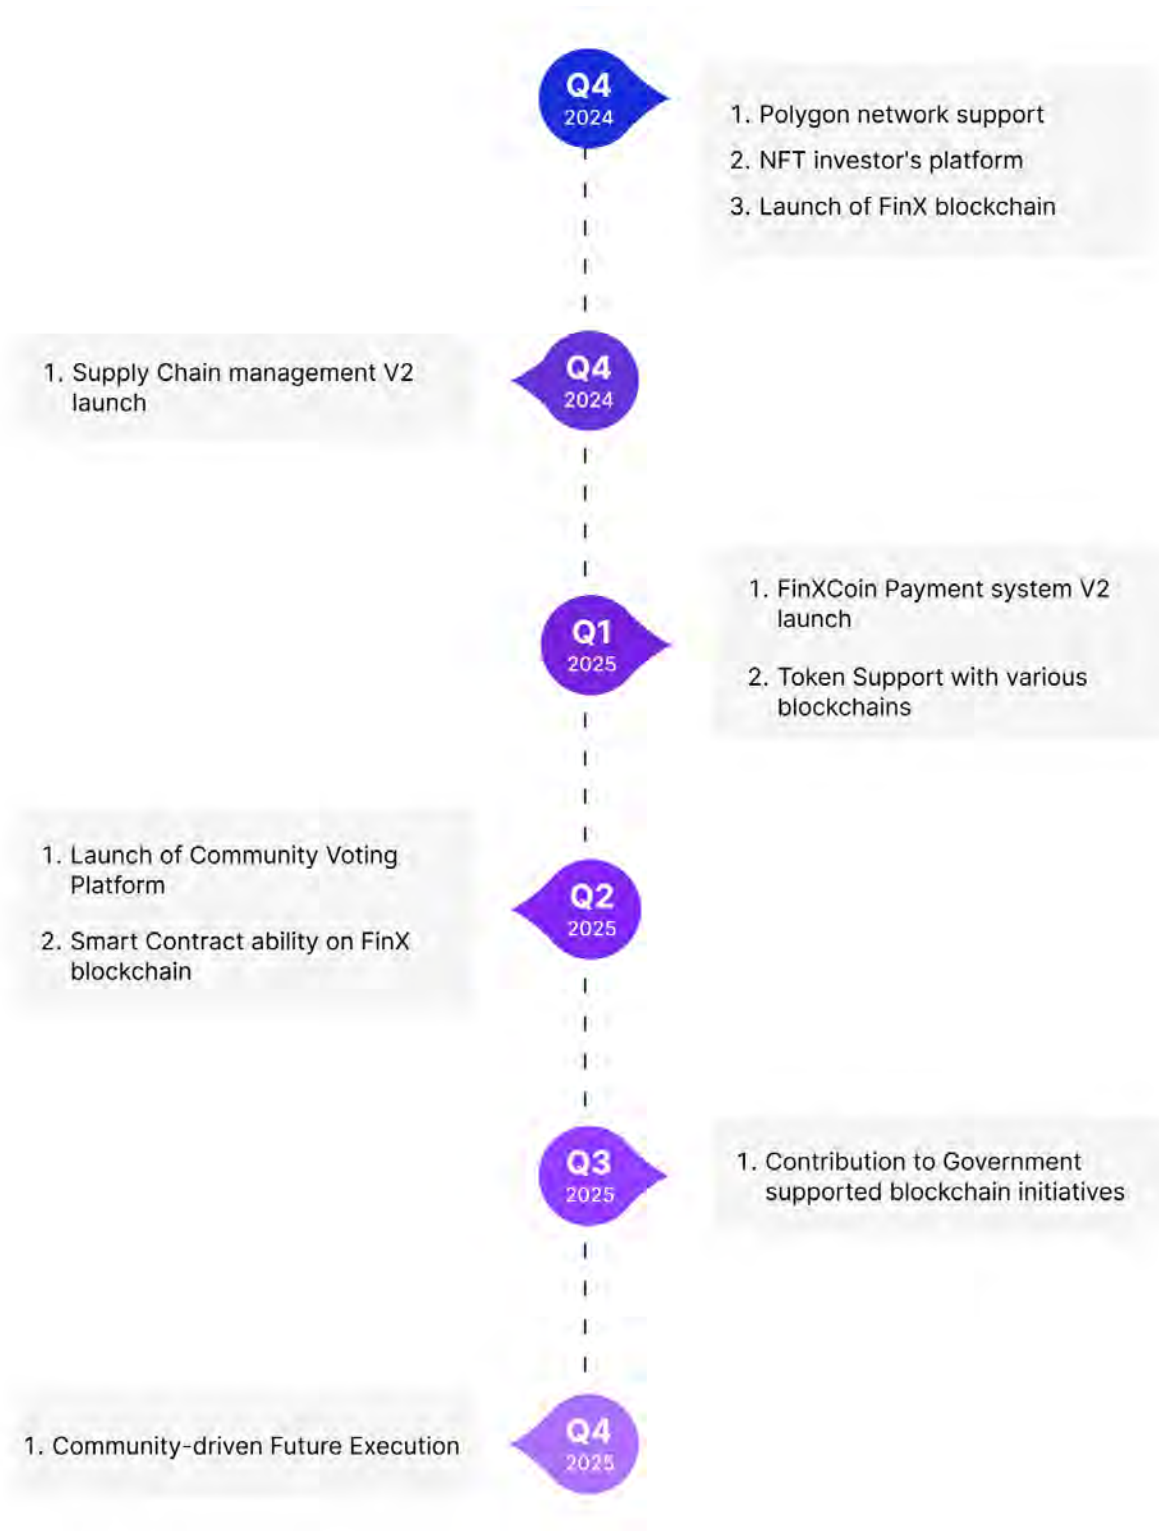 Q4
2024
1. Polygon network support
2. NFT investor's platform
3. Launch of FinX blockchain
Q4
2024
1. Supply Chain management V2
launch
Q1
2025
1. FinXCoin Payment system V2
launch
2. Token Support with various
blockchains
Q2
2025
1. Launch of Community Voting
Platform
2. Smart Contract ability on FinX
blockchain
Q3
2025
1. Contribution to Government
supported blockchain initiatives
Q4
2025
1. Community-driven Future Execution